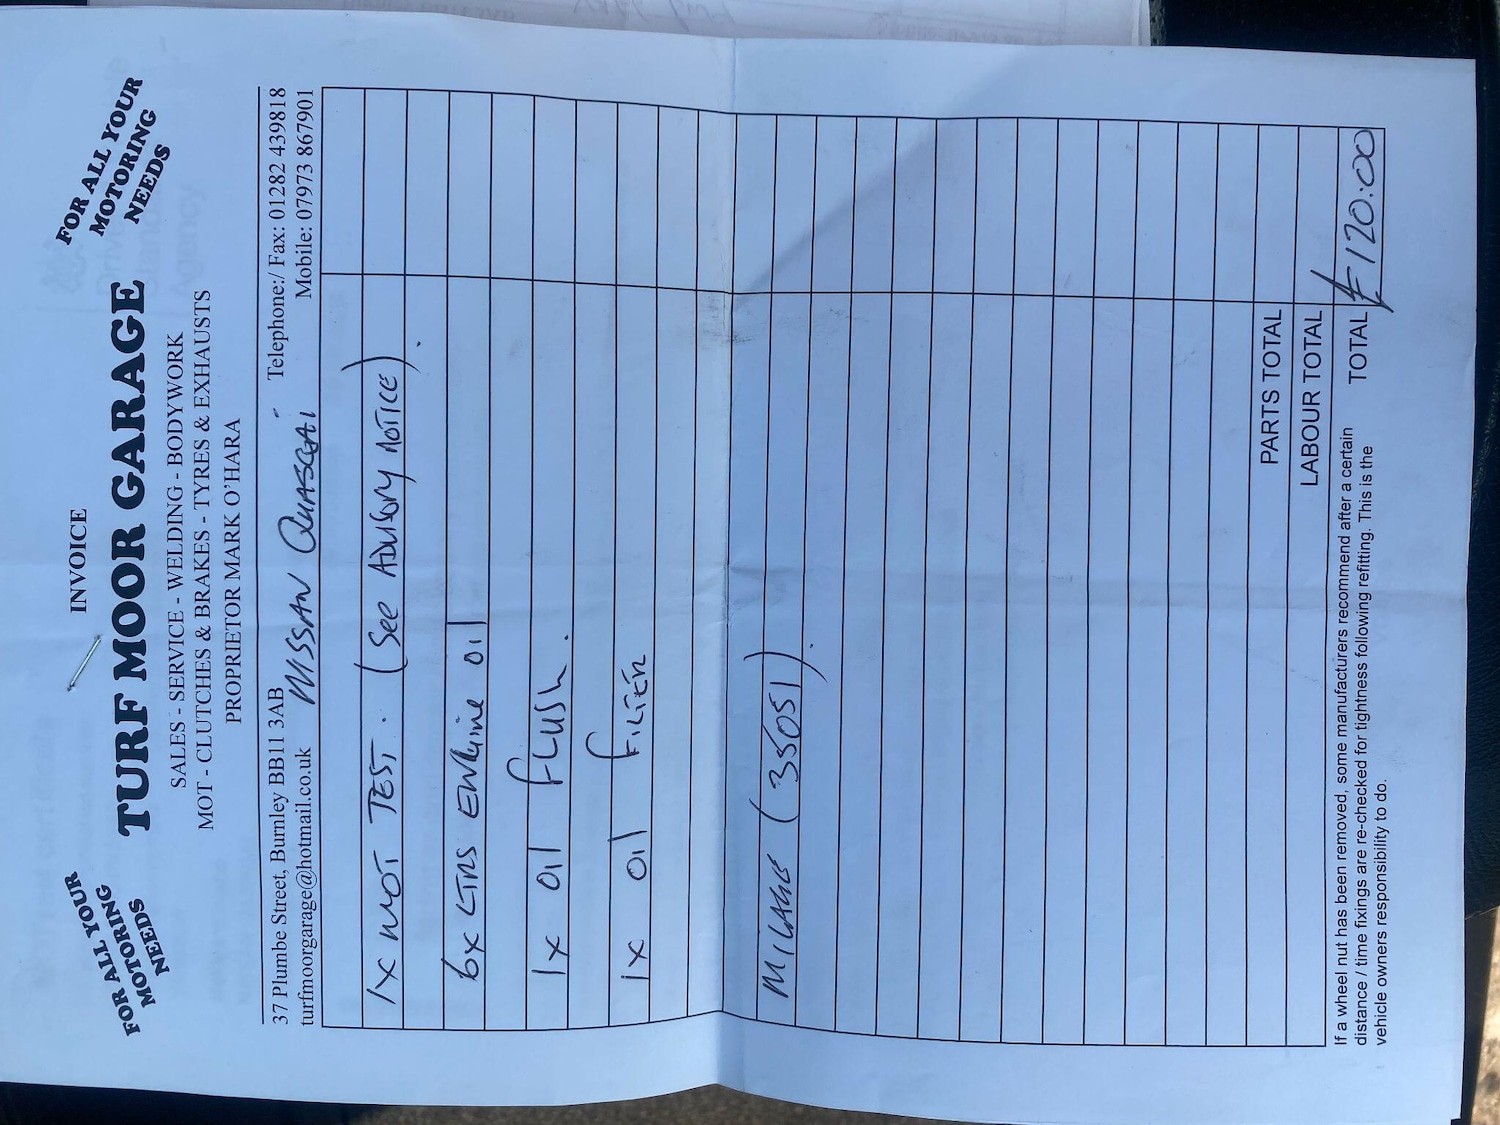 INVOICE
FOR ALL YOUR
MOTORING
NEEDS
TURF MOOR GARAGE
FOR ALL YOUR
MOTORING
NEEDS
SALES - SERVICE - WELDING - BODYWORK
MOT - CLUTCHES & BRAKES - TYRES & EXHAUSTS
PROPRIETOR MARK O'HARA
37 Plumbe Street, Burnley BB11 3AB Telephone:/ Fax: 01282 439818
turfmoorgarage@hotmail.co.uk NISSAN QUASGAI Mobile: 07973 867901
1x MOT TEST. (See ADVISORY NOTICE).
6x LTRS ENGINE OIL
1x OIL FLUSH.
1x OIL FILTER
MILAGE (35051).
PARTS TOTAL
LABOUR TOTAL
TOTAL £120:00
If a wheel nut has been removed, some manufactures recommend after a certain
distance / time fixings are re-checked for tightness following refitting. This is the
vehicle owners responsibility to do.